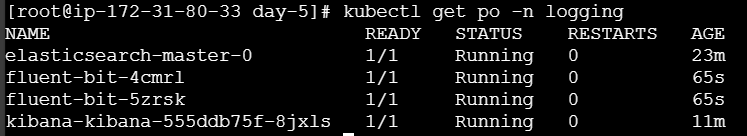 [root@ip-172-31-80-33 day-5]# kubectl get po -n logging
NAME READY STATUS RESTARTS AGE
elasticsearch-master-0 1/1 Running 0 23m
fluent-bit-4cmrl 1/1 Running 0 65s
fluent-bit-5zrsk 1/1 Running 0 65s
kibana-kibana-555ddb75f-8jxls 1/1 Running 0 11m